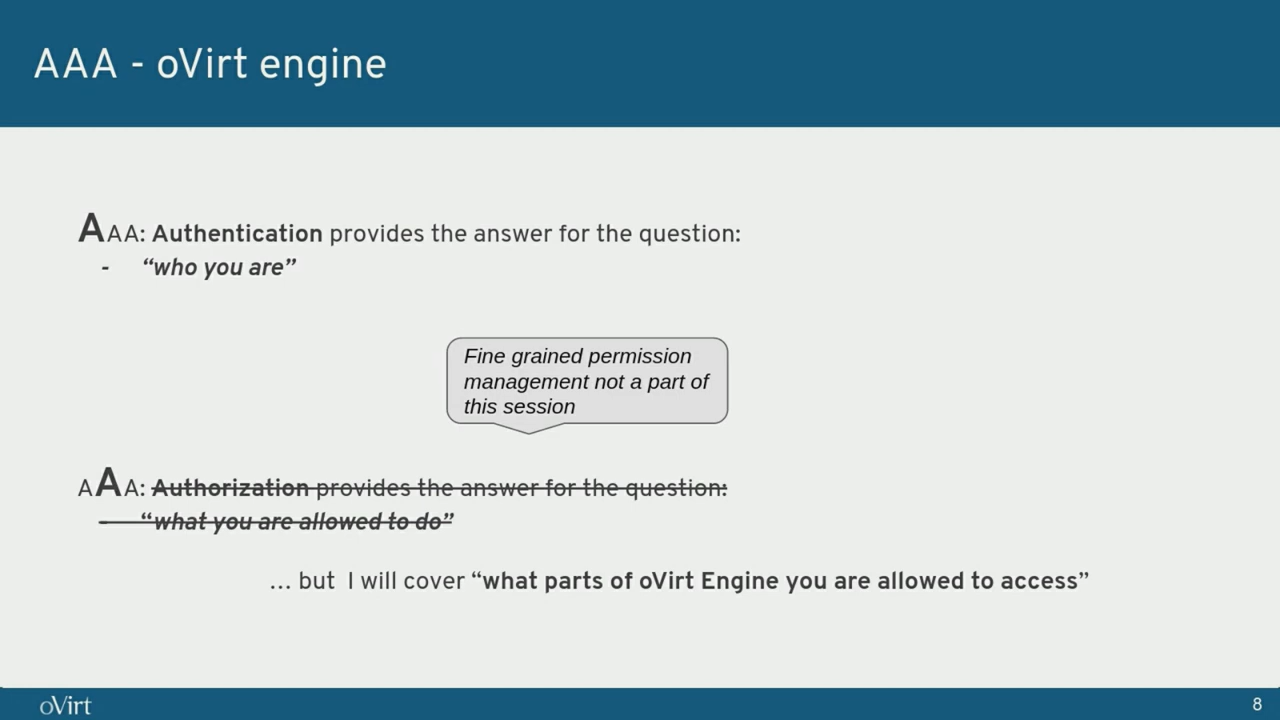 AAA - oVirt engine
AAA: Authentication provides the answer for the question:
- “who you are”
Fine grained permission
management not a part of
this session
AAA: Authorization provides the answer for the question:
- “what you are allowed to do”
... but I will cover “what parts of oVirt Engine you are allowed to access”
oVirt
8